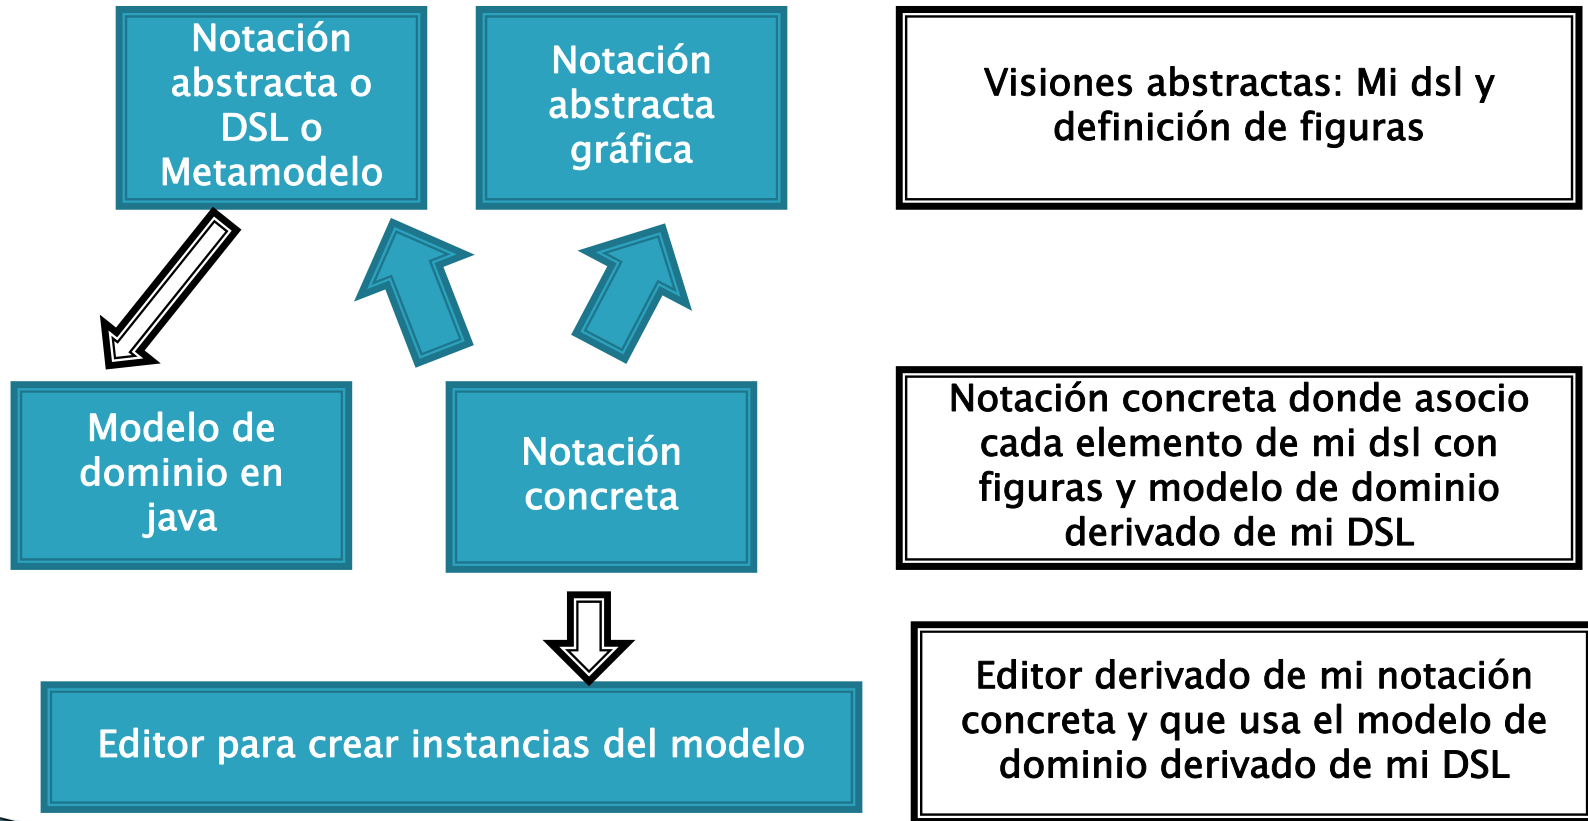 Notación
abstracta o
DSL o
Metamodelo
Notación
abstracta
gráfica
Visiones abstractas: Mi dsl y
definición de figuras
Modelo de
dominio en
java
Notación
concreta
Notación concreta donde asocio
cada elemento de mi dsl con
figuras y modelo de dominio
derivado de mi DSL
Editor para crear instancias del modelo
Editor derivado de mi notación
concreta y que usa el modelo de
dominio derivado de mi DSL